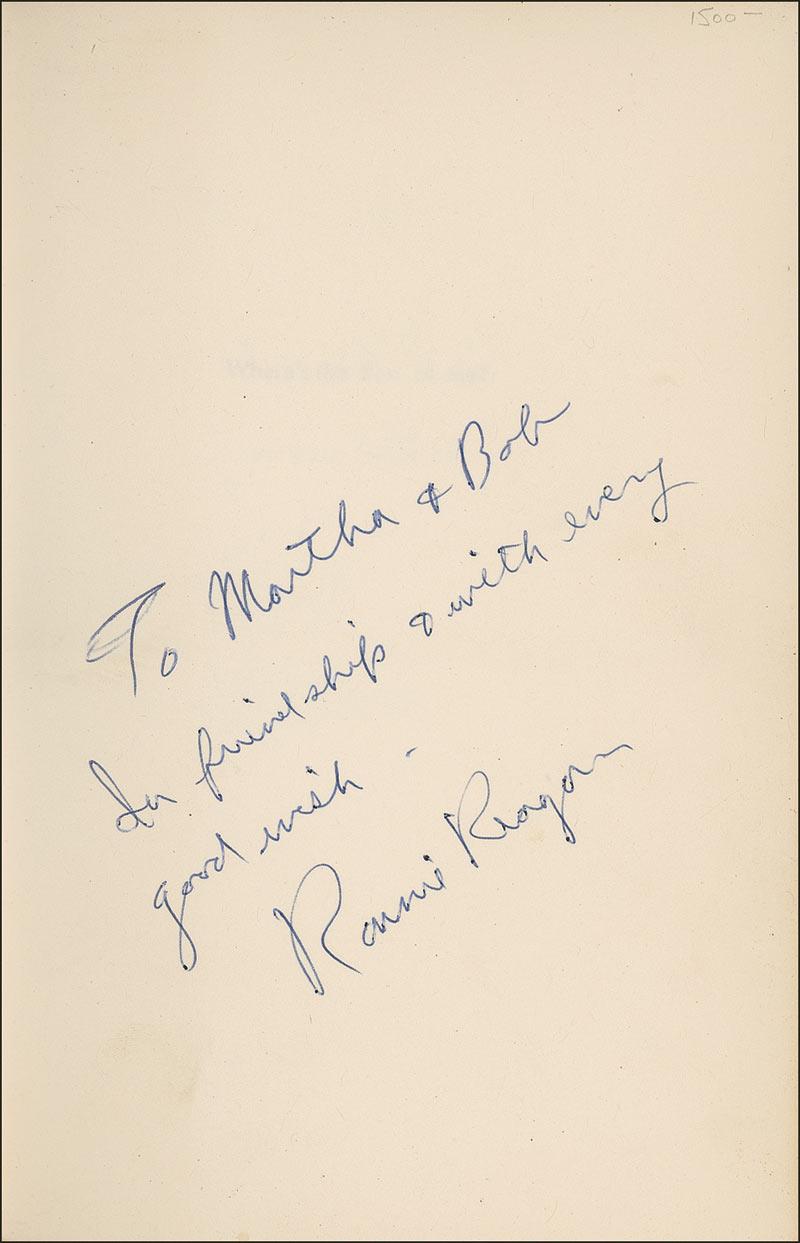 1500-
To Martha & Bob
In friendship & with every
good wish -
Ronnie Reagan